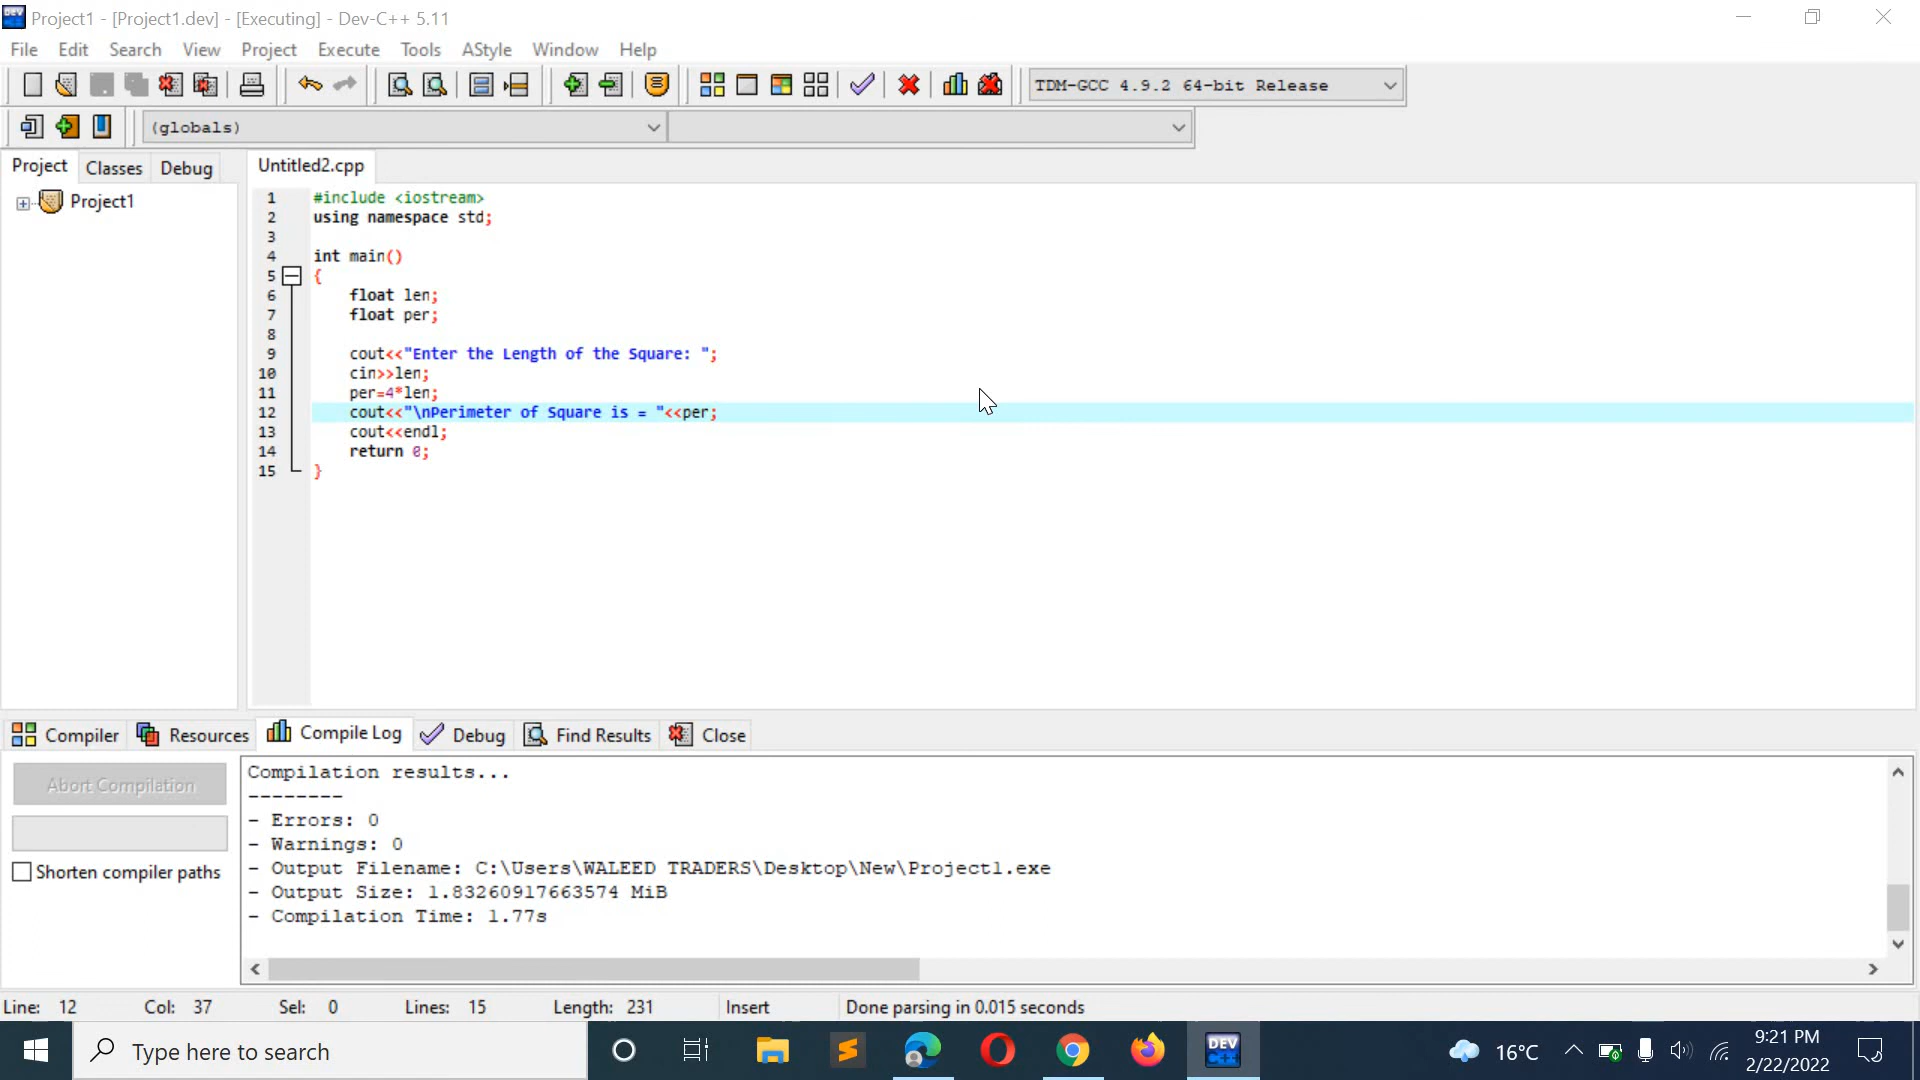 Project1 - [Project1.dev] - [Executing] - Dev-C++ 5.11
File Edit Search View Project Execute Tools AStyle Window Help
TDM-GCC 4.9.2 64-bit Release
(globals)
Project Classes Debug
Untitled2.cpp
Project1
1 #include <iostream>
2 using namespace std;
3
4 int main()
5 {
6 float len;
7 float per;
8
9 cout<<"Enter the Length of the Square: ";
10 cin>>len;
11 per=4*len;
12 cout<<"\nPerimeter of Square is = "<<per;
13 cout<<endl;
14 return 0;
15 }
Compiler Resources Compile Log Debug Find Results Close
Abort Compilation
Shorten compiler paths
Compilation results...
--------
- Errors: 0
- Warnings: 0
- Output Filename: C:\Users\WALEED TRADERS\Desktop\New\Project1.exe
- Output Size: 1.83260917663574 MiB
- Compilation Time: 1.77s
Line: 12 Col: 37 Sel: 0 Lines: 15 Length: 231 Insert Done parsing in 0.015 seconds
Type here to search
DEV C++
16°C
9:21 PM
2/22/2022